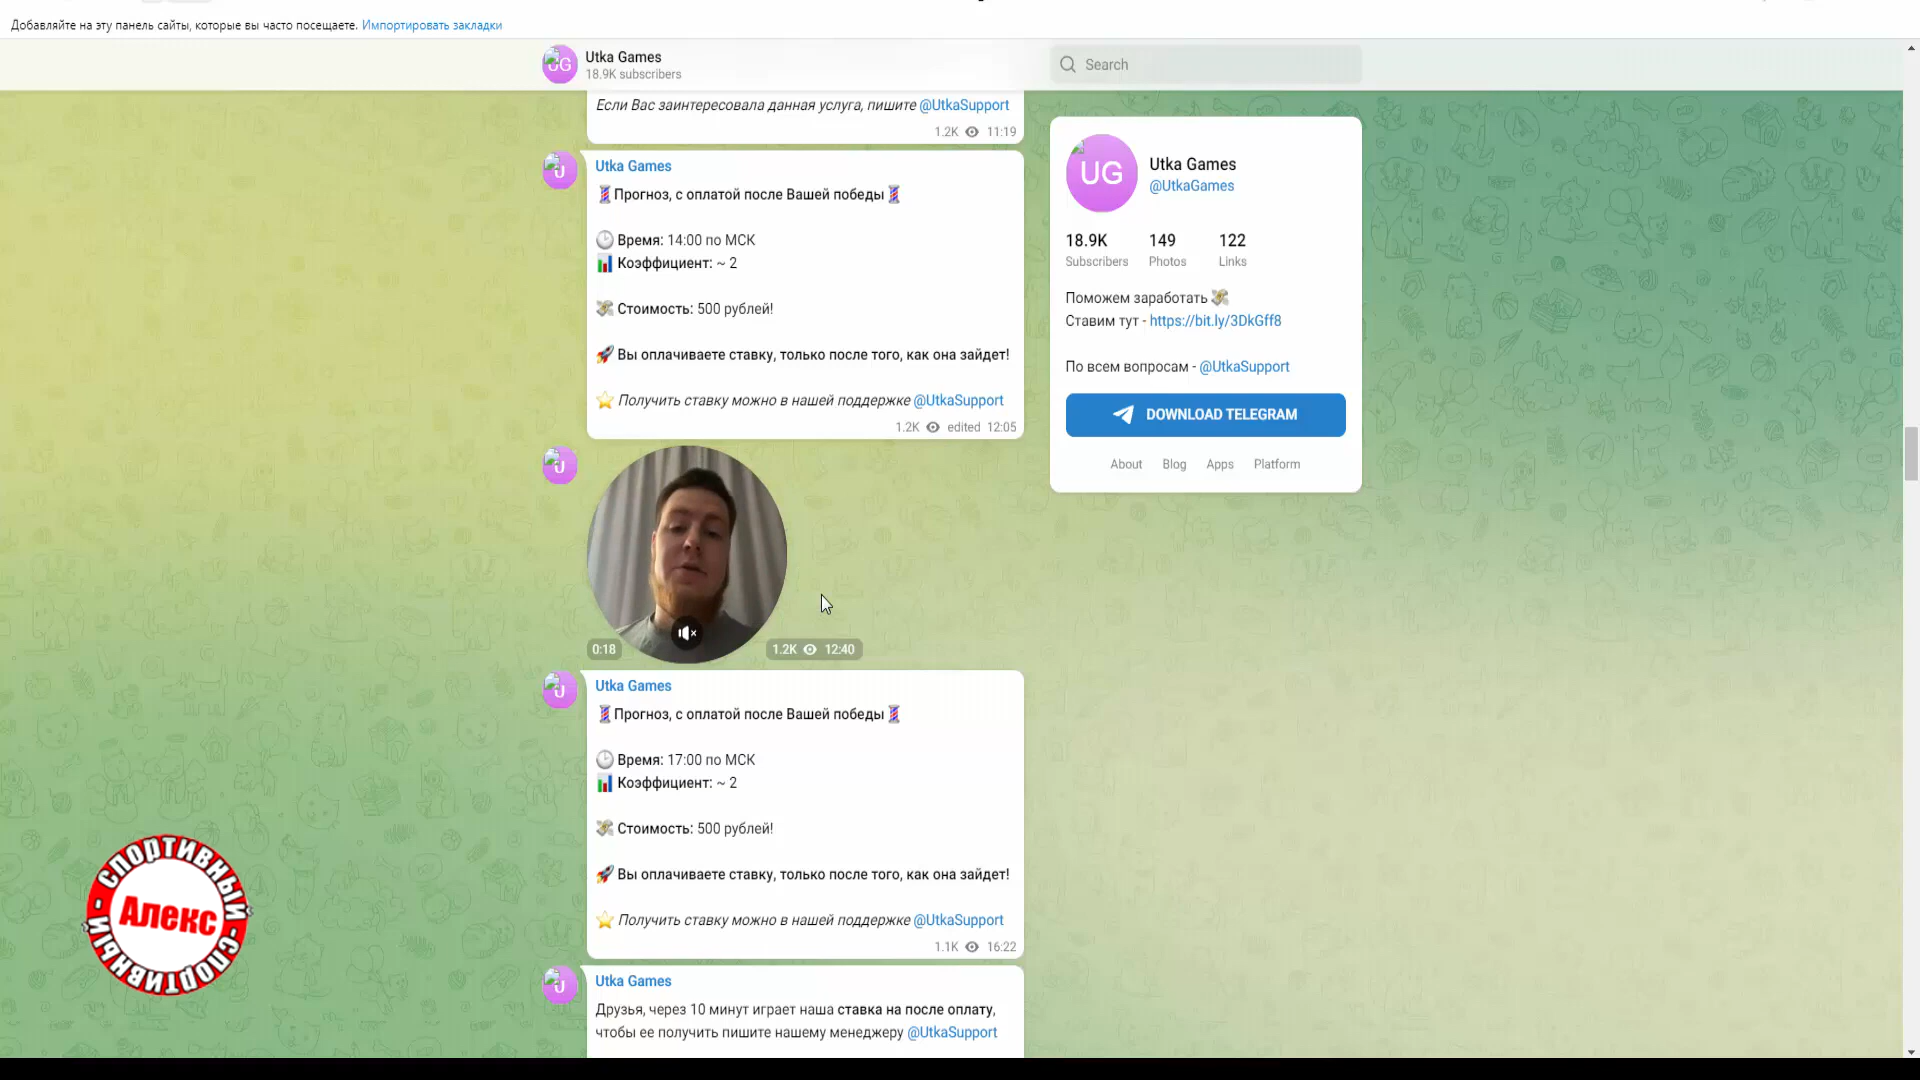 Добавляйте на эту панель сайты, которые вы часто посещаете. Импортировать закладки
UG
Utka Games
18.9K subscribers
Search
Если Вас заинтересовала данная услуга, пишите @UtkaSupport
1.2K 11:19
U
Utka Games
Прогноз, с оплатой после Вашей победы
Время: 14:00 по МСК
Коэффициент: ~ 2
Стоимость: 500 рублей!
Вы оплачиваете ставку, только после того, как она зайдет!
Получить ставку можно в нашей поддержке @UtkaSupport
1.2K edited 12:05
U
0:18
1.2K 12:40
U
Utka Games
Прогноз, с оплатой после Вашей победы
Время: 17:00 по МСК
Коэффициент: ~ 2
Стоимость: 500 рублей!
Вы оплачиваете ставку, только после того, как она зайдет!
Получить ставку можно в нашей поддержке @UtkaSupport
1.1K 16:22
U
Utka Games
Друзья, через 10 минут играет наша ставка на после оплату,
чтобы ее получить пишите нашему менеджеру @UtkaSupport
UG
Utka Games
@UtkaGames
18.9K 149 122
Subscribers Photos Links
Поможем заработать
Ставим тут - https://bit.ly/3DkGff8
По всем вопросам - @UtkaSupport
DOWNLOAD TELEGRAM
About Blog Apps Platform
СПОРТИВНЫЙ
Алекс
СПОРТИВНЫЙ